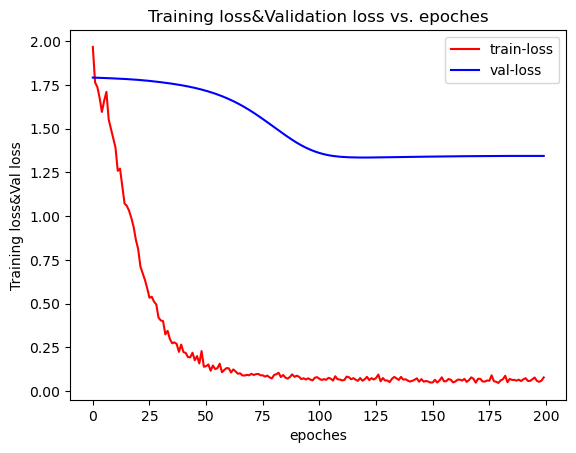 Training loss&Validation loss vs. epoches
train-loss
val-loss
Training loss&Val loss
2.00
1.75
1.50
1.25
1.00
0.75
0.50
0.25
0.00
0 25 50 75 100 125 150 175 200
epoches